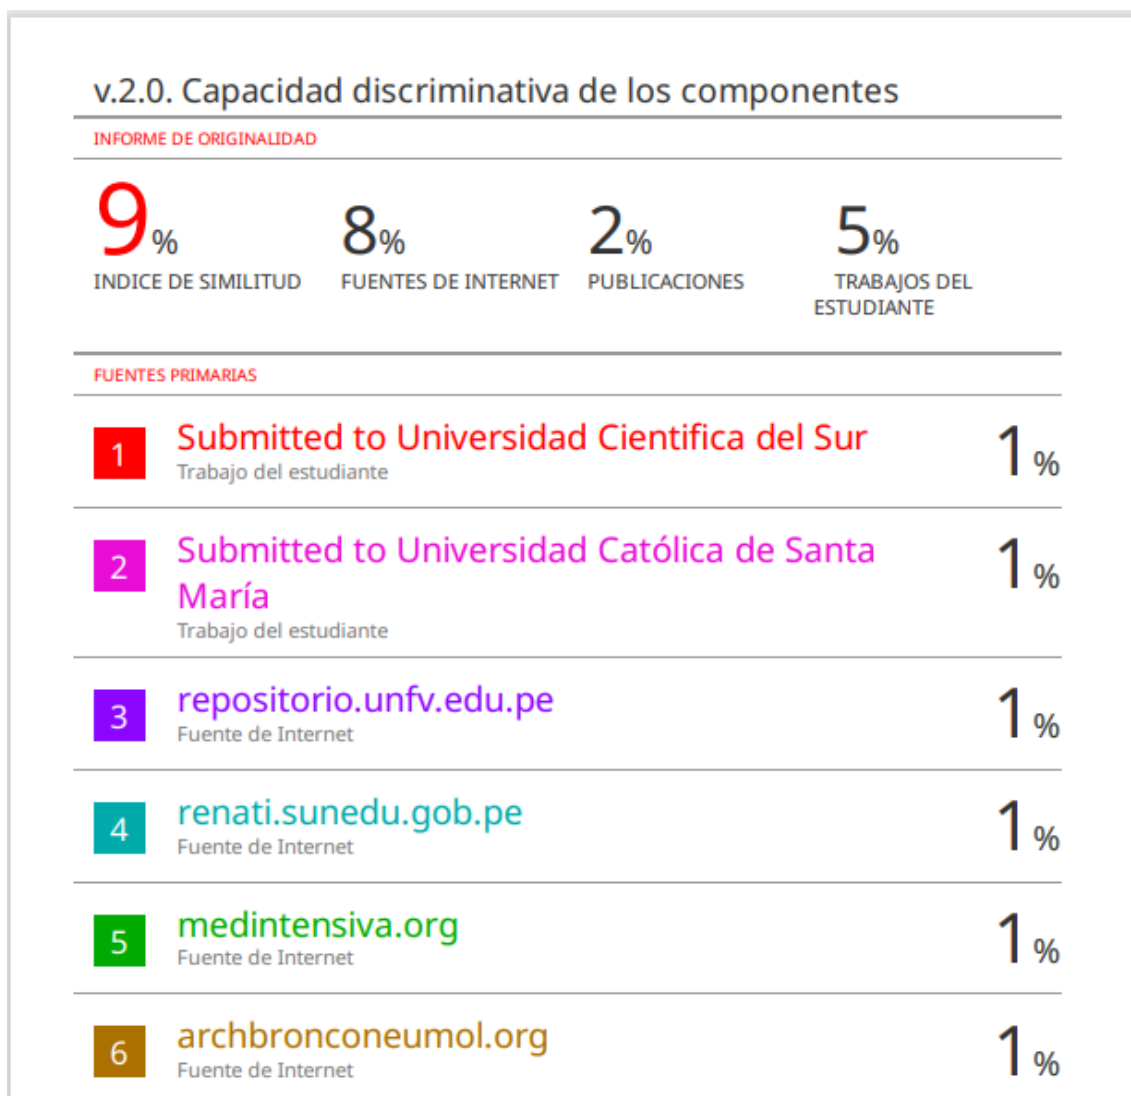 v.2.0. Capacidad discriminativa de los componentes
INFORME DE ORIGINALIDAD
9%
INDICE DE SIMILITUD
8%
FUENTES DE INTERNET
2%
PUBLICACIONES
5%
TRABAJOS DEL
ESTUDIANTE
FUENTES PRIMARIAS
1
Submitted to Universidad Cientifica del Sur
Trabajo del estudiante
1%
2
Submitted to Universidad Católica de Santa
María
Trabajo del estudiante
1%
3
repositorio.unfv.edu.pe
Fuente de Internet
1%
4
renati.sunedu.gob.pe
Fuente de Internet
1%
5
medintensiva.org
Fuente de Internet
1%
6
archbronconeumol.org
Fuente de Internet
1%